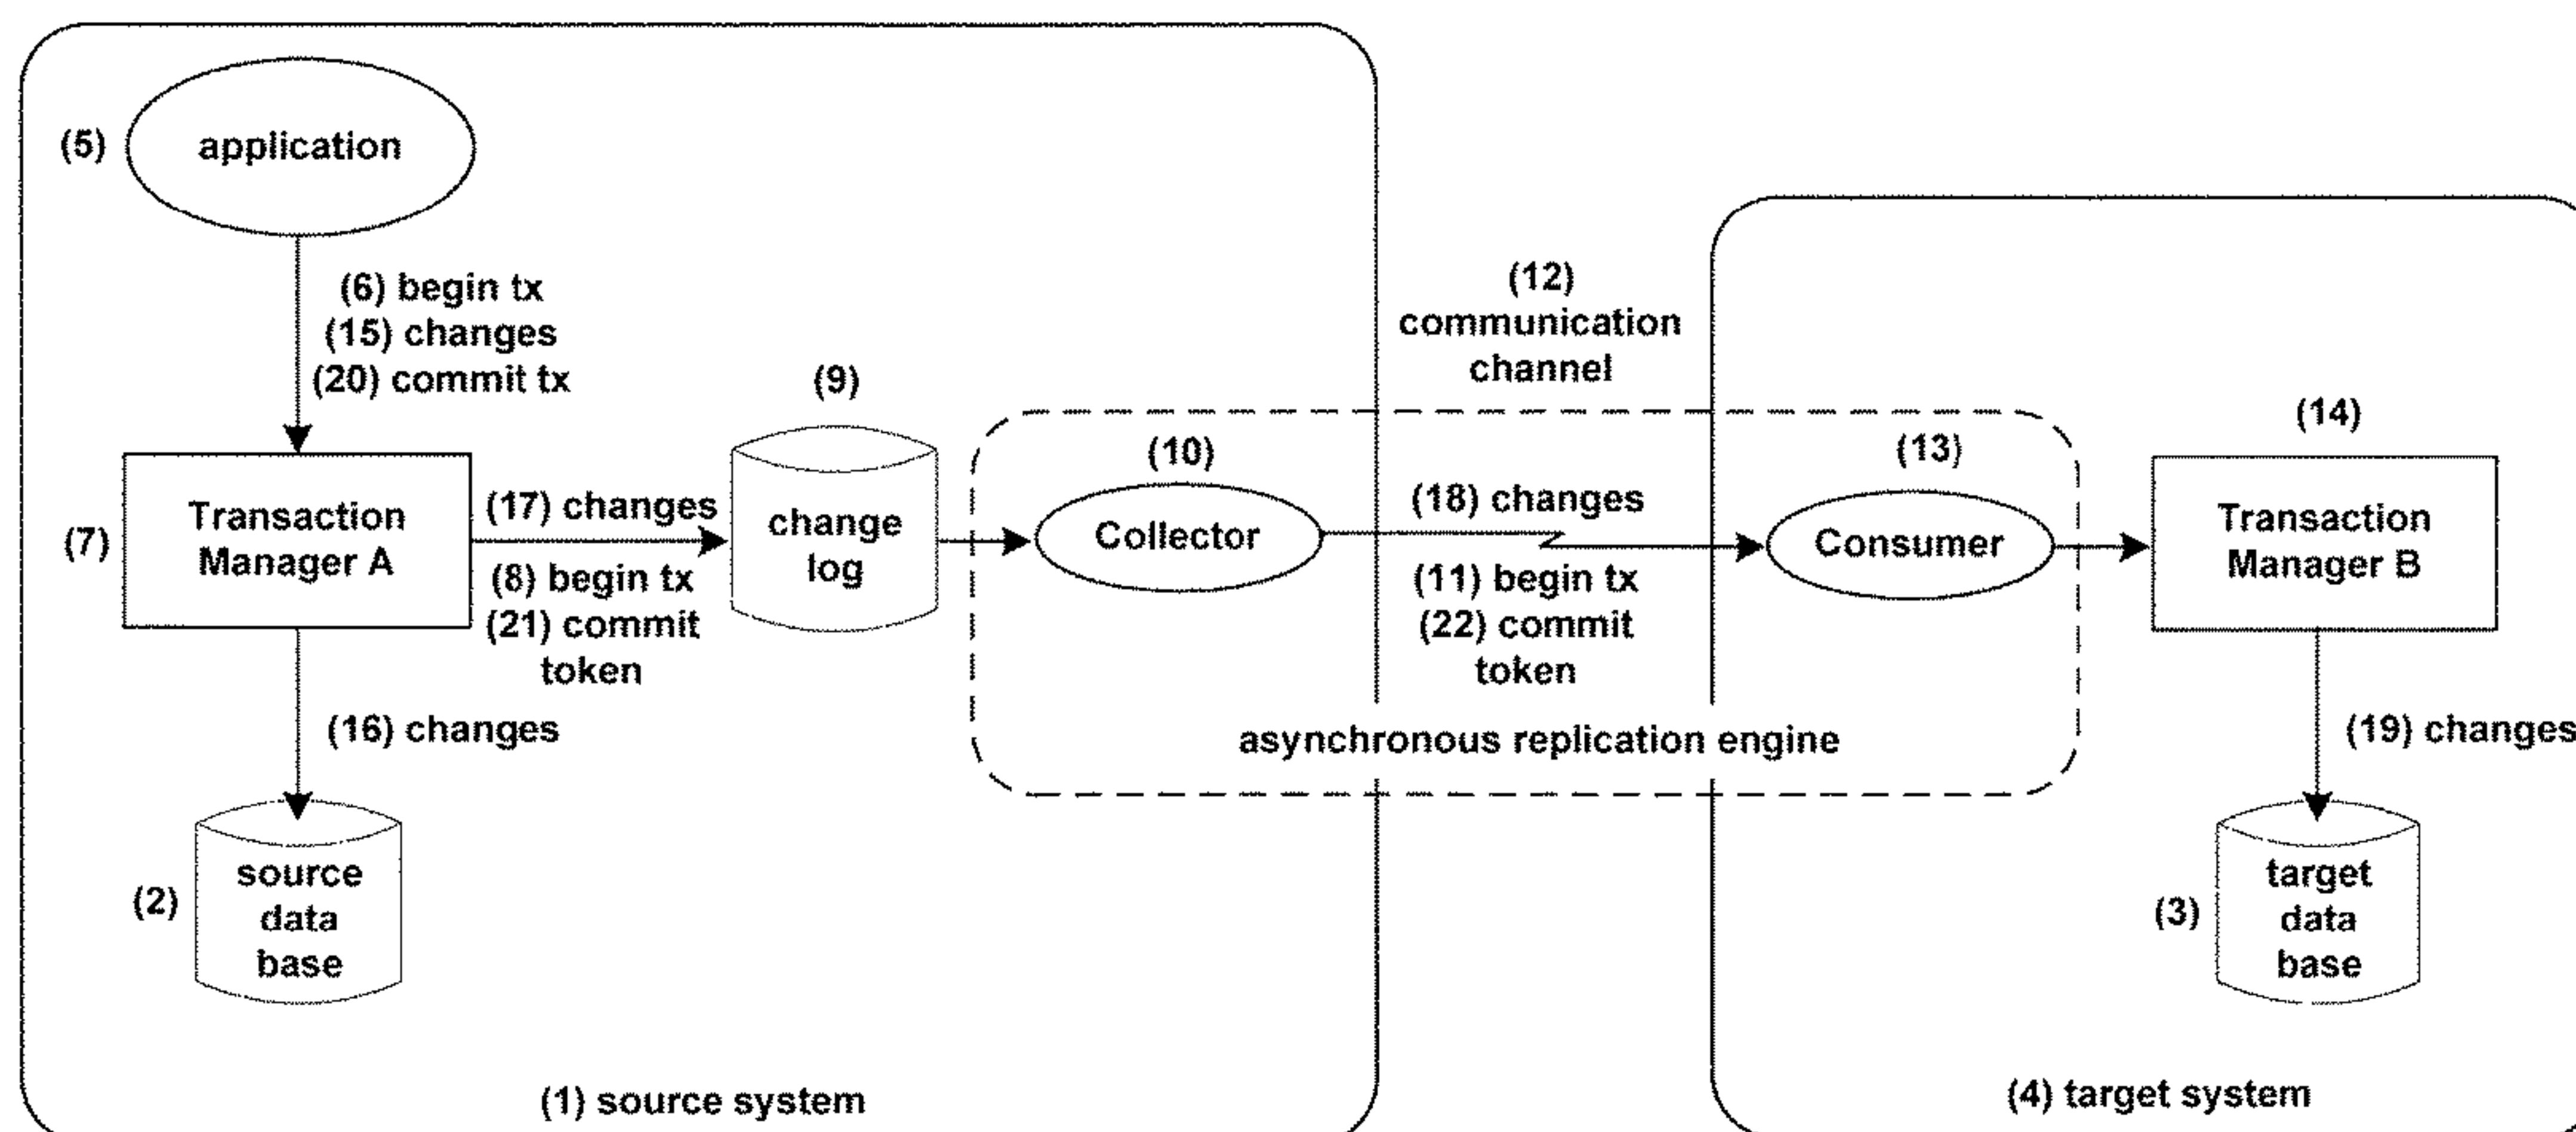 (5)
application
(6) begin tx
(15) changes
(20) commit tx
(7)
Transaction
Manager A
(17) changes
(8) begin tx
(21) commit
token
(9)
change
log
(16) changes
(2)
source
data
base
(10)
Collector
(12)
communication
channel
(18) changes
(11) begin tx
(22) commit
token
(13)
Consumer
asynchronous replication engine
(14)
Transaction
Manager B
(19) changes
(3)
target
data
base
(1) source system
(4) target system